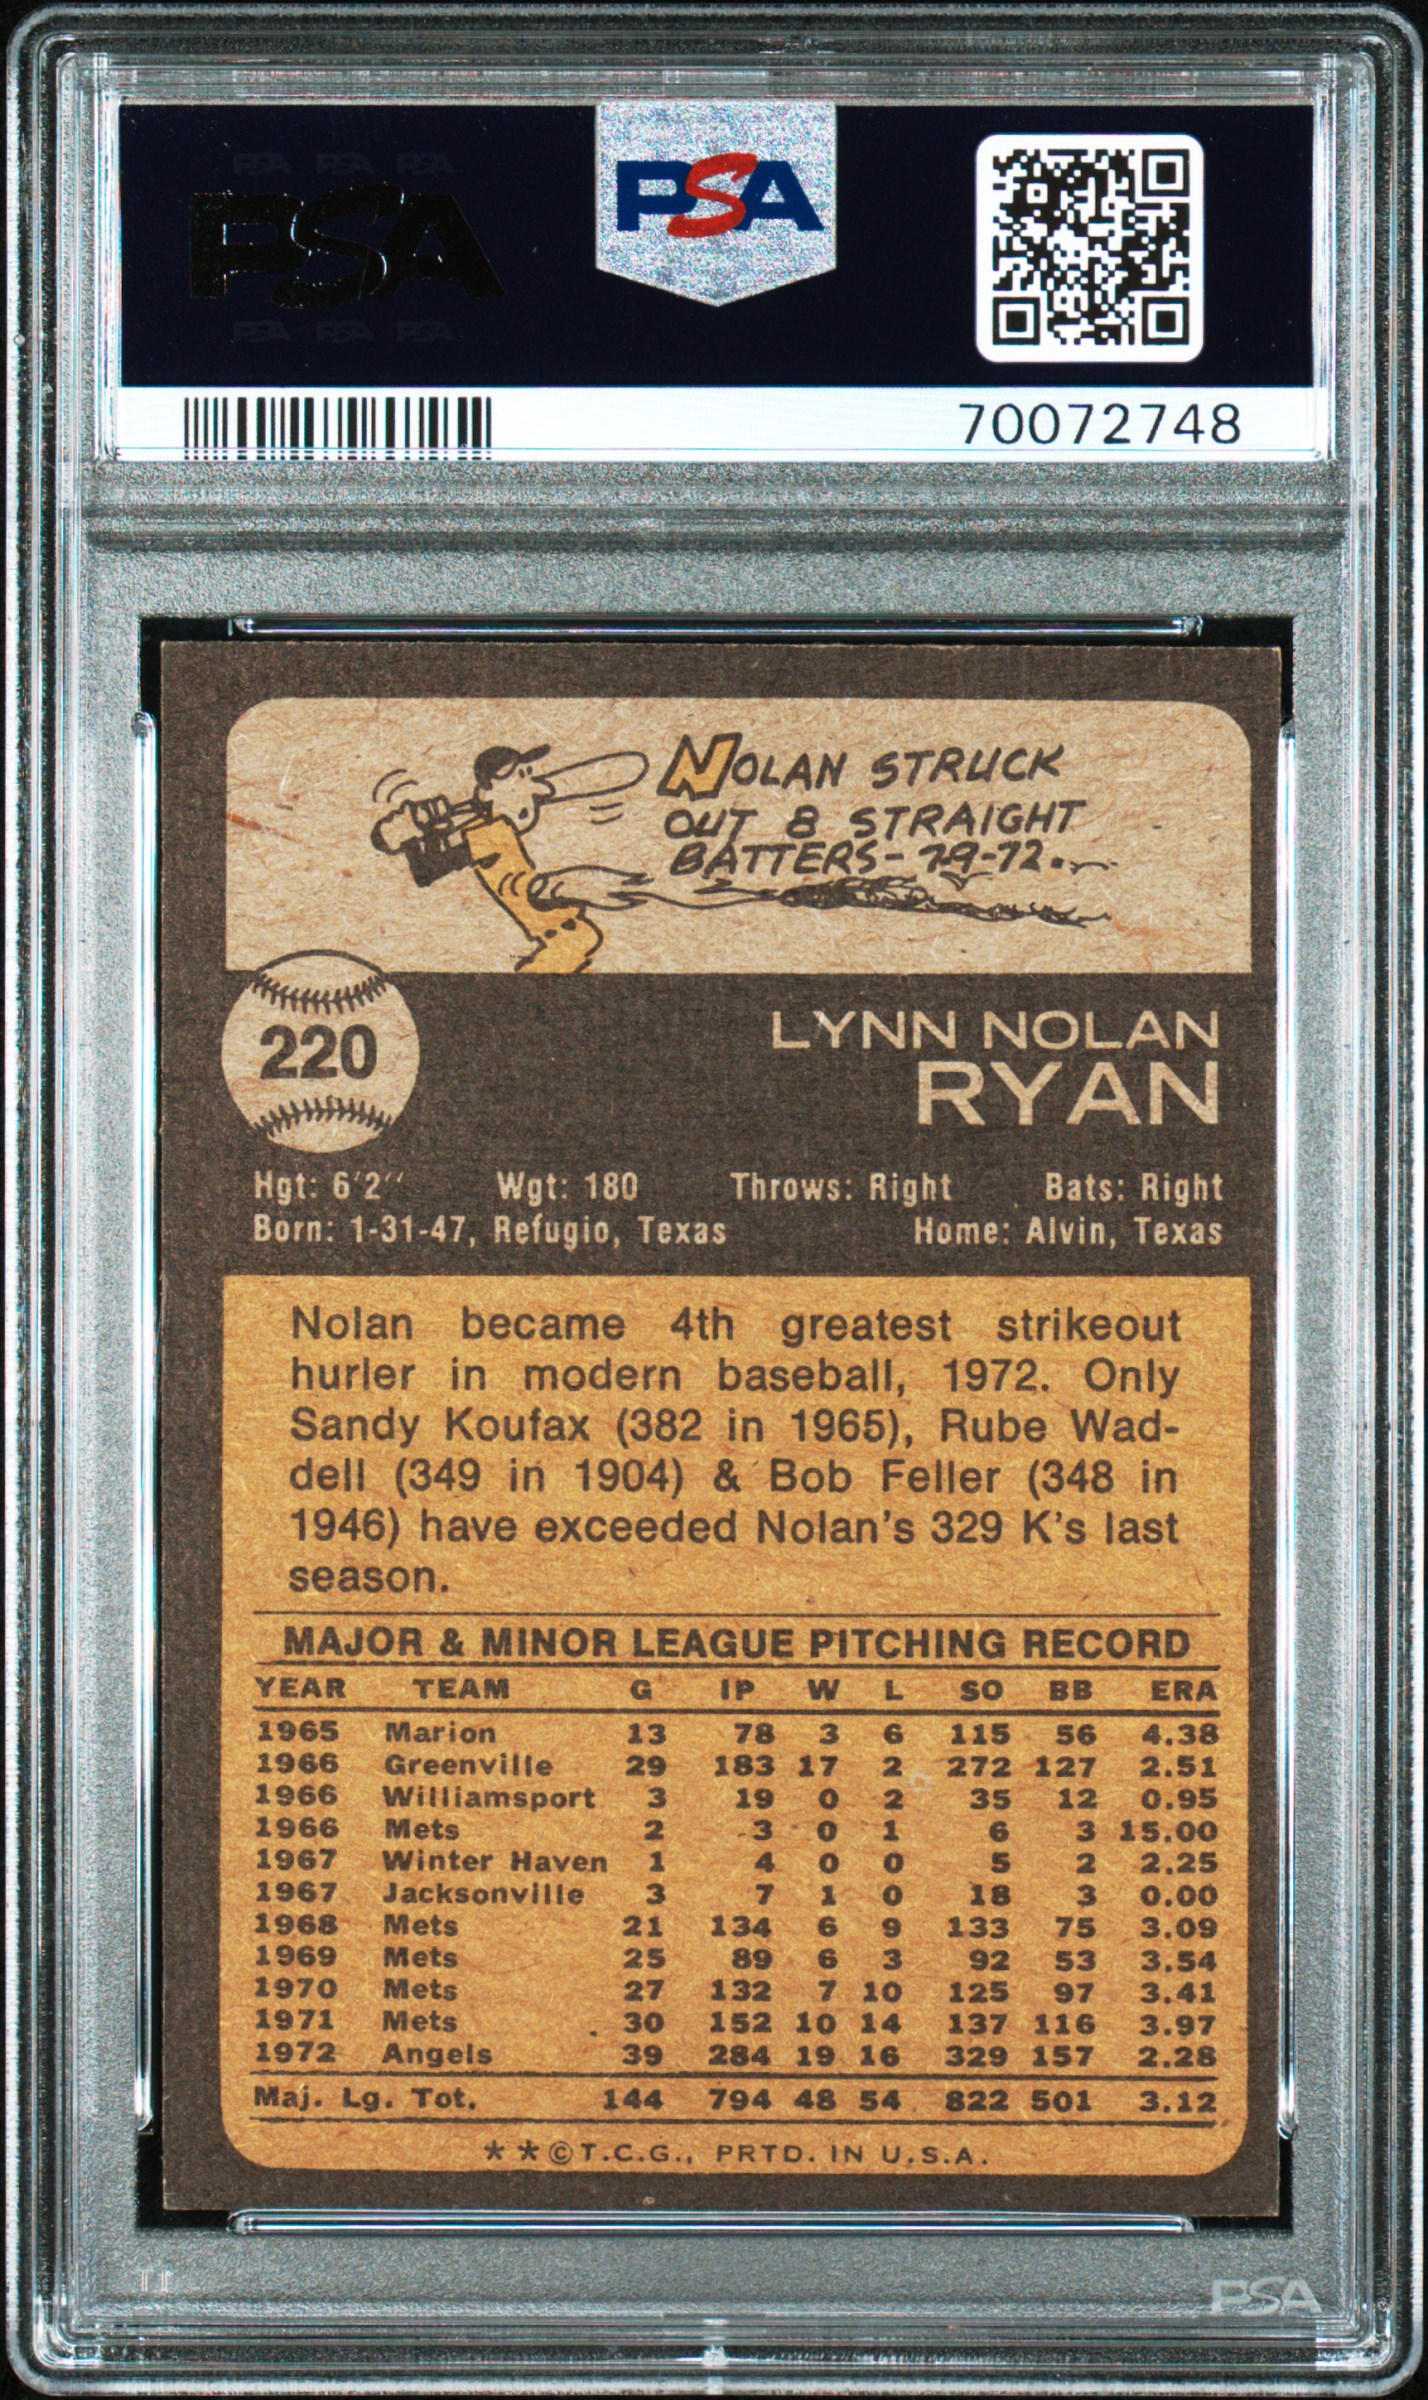 PSA PSA PSA
PSA
PSA PSA PSA
PSA
70072748
NOLAN STRUCK
OUT 8 STRAIGHT
BATTERS- 7-9-72.
220
LYNN NOLAN
RYAN
Hgt: 6'2" Wgt: 180 Throws: Right Bats: Right
Born: 1-31-47, Refugio, Texas Home: Alvin, Texas
Nolan became 4th greatest strikeout
hurler in modern baseball, 1972. Only
Sandy Koufax (382 in 1965), Rube Wad-
dell (349 in 1904) & Bob Feller (348 in
1946) have exceeded Nolan's 329 K's last
season.
MAJOR & MINOR LEAGUE PITCHING RECORD
YEAR TEAM G IP W L SO BB ERA
1965 Marion 13 78 3 6 115 56 4.38
1966 Greenville 29 183 17 2 272 127 2.51
1966 Williamsport 3 19 0 2 35 12 0.95
1966 Mets 2 3 0 1 6 3 15.00
1967 Winter Haven 1 4 0 0 5 2 2.25
1967 Jacksonville 3 7 1 0 18 3 0.00
1968 Mets 21 134 6 9 133 75 3.09
1969 Mets 25 89 6 3 92 53 3.54
1970 Mets 27 132 7 10 125 97 3.41
1971 Mets 30 152 10 14 137 116 3.97
1972 Angels 39 284 19 16 329 157 2.28
Maj. Lg. Tot. 144 794 48 54 822 501 3.12
**©T.C.G., PRTD. IN U.S.A.
PSA